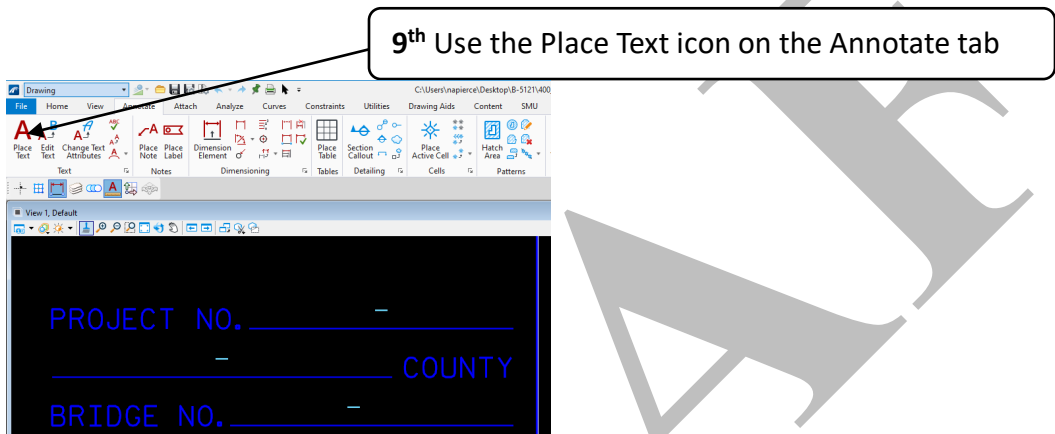 9th Use the Place Text icon on the Annotate tab
Drawing
C:\Users\napierce\Desktop\B-5121\400
File Home View Annotate Attach Analyze Curves Constraints Utilities Drawing Aids Content SMU
Place Text
Edit Text
Change Text Attributes
Place Note
Place Label
Dimension Element
Place Table
Section Callout
Place Active Cell
Hatch Area
Text Notes Dimensioning Tables Detailing Cells Patterns
View 1, Default
PROJECT NO.
COUNTY
BRIDGE NO.